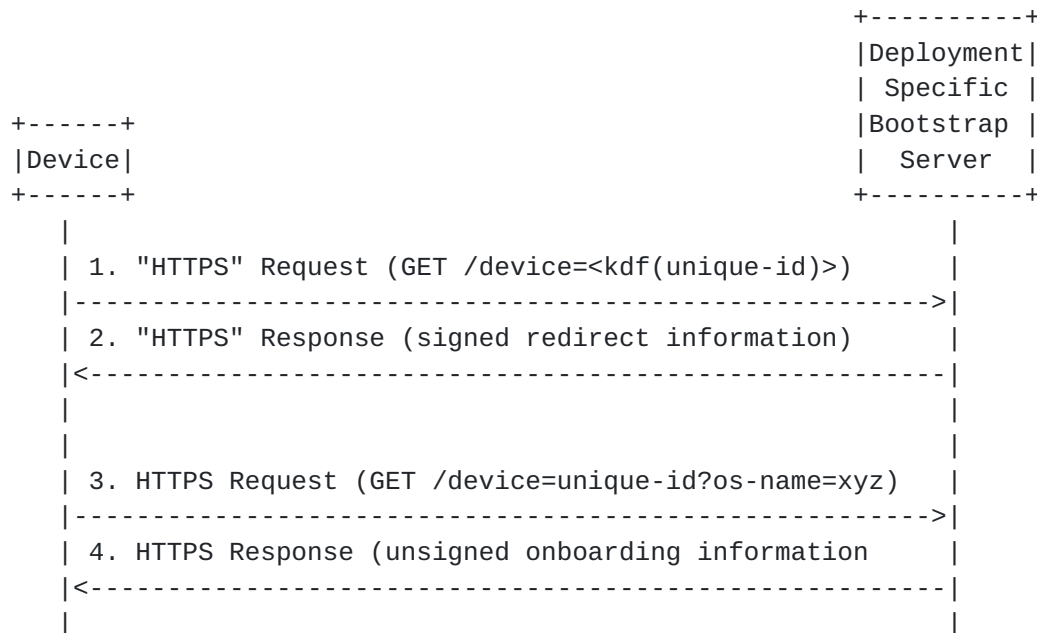 Deployment
Specific
Bootstrap
Device Server
1. "HTTPS" Request (GET /device=<kdf(unique-id)>)
2. "HTTPS" Response (signed redirect information)
3. HTTPS Request (GET /device=unique-id?os-name=xyz)
4. HTTPS Response (unsigned onboarding information